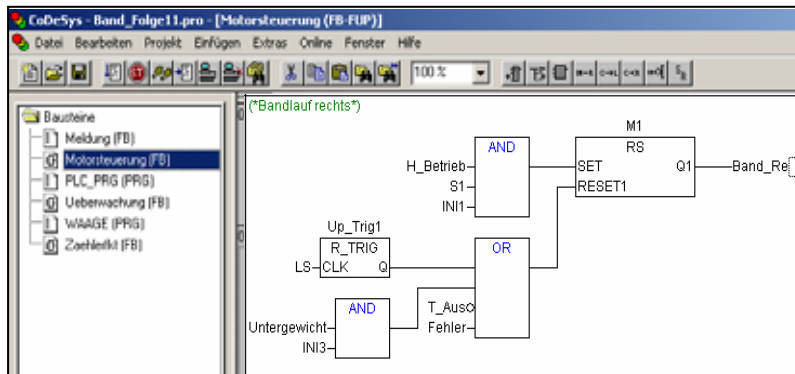 CoDeSys - Band_Folge11.pro - [Motorsteuerung (FB-FUP)]
Datei Bearbeiten Projekt Einfügen Extras Online Fenster Hilfe
100 %
Bausteine
Meldung (FB)
Motorsteuerung (FB)
PLC_PRG (PRG)
Ueberwachung (FB)
WAAGE (PRG)
(*Bandlauf rechts*)
M1
AND
RS
H_Betrieb
SET
Q1
Band_Re
S1
RESET1
INI1
Up_Trig1
R_TRIG
OR
LS
CLK
Q
AND
T_Aus
Untergewicht
Fehler
INI3